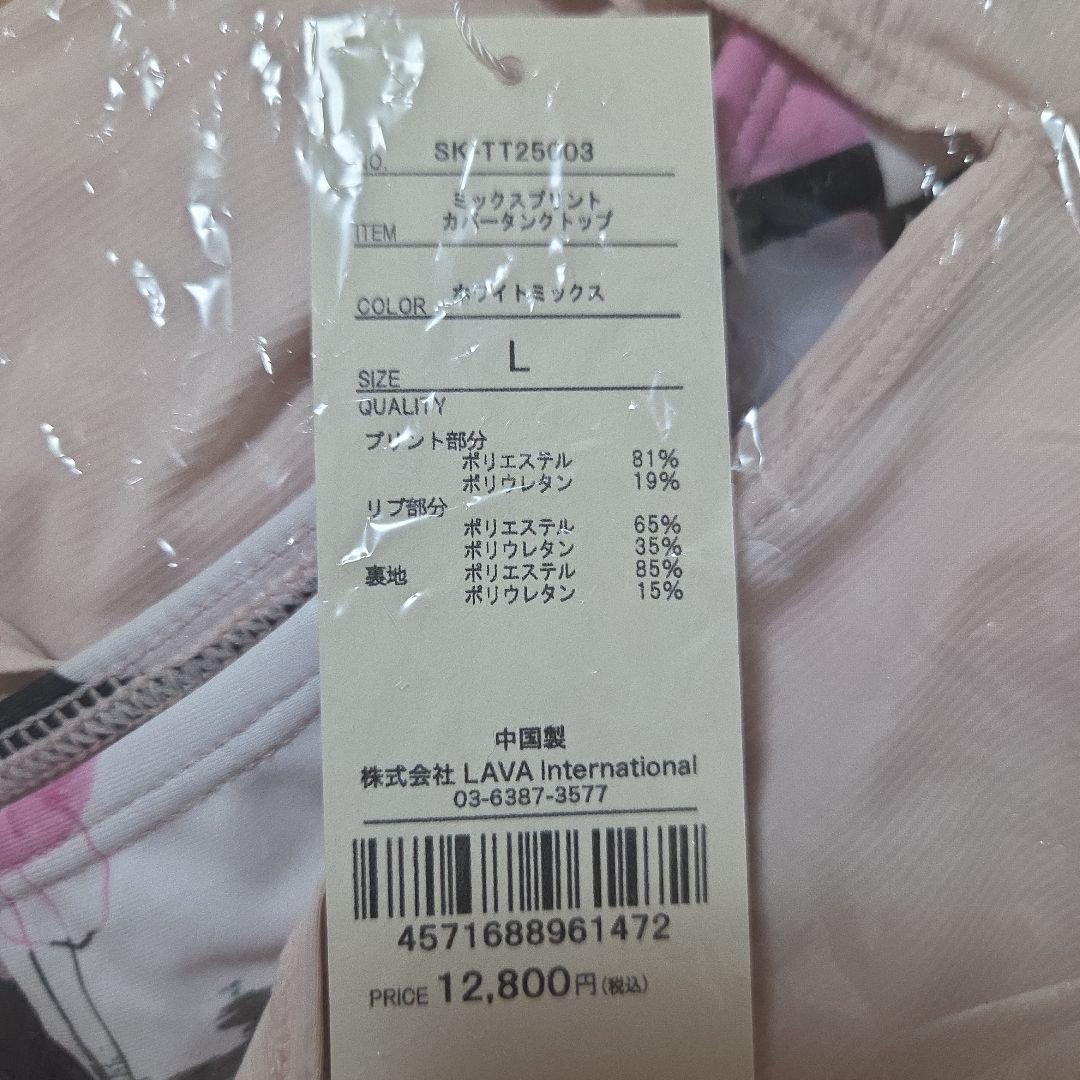 NO. SK-TT25003
ミックスプリント
ITEM カバータンクトップ
COLOR ホワイトミックス
SIZE L
QUALITY
プリント部分
ポリエステル 81%
ポリウレタン 19%
リブ部分
ポリエステル 65%
ポリウレタン 35%
裏地 ポリエステル 85%
ポリウレタン 15%
中国製
株式会社 LAVA International
03-6387-3577
4571688961472
PRICE 12,800円(税込)